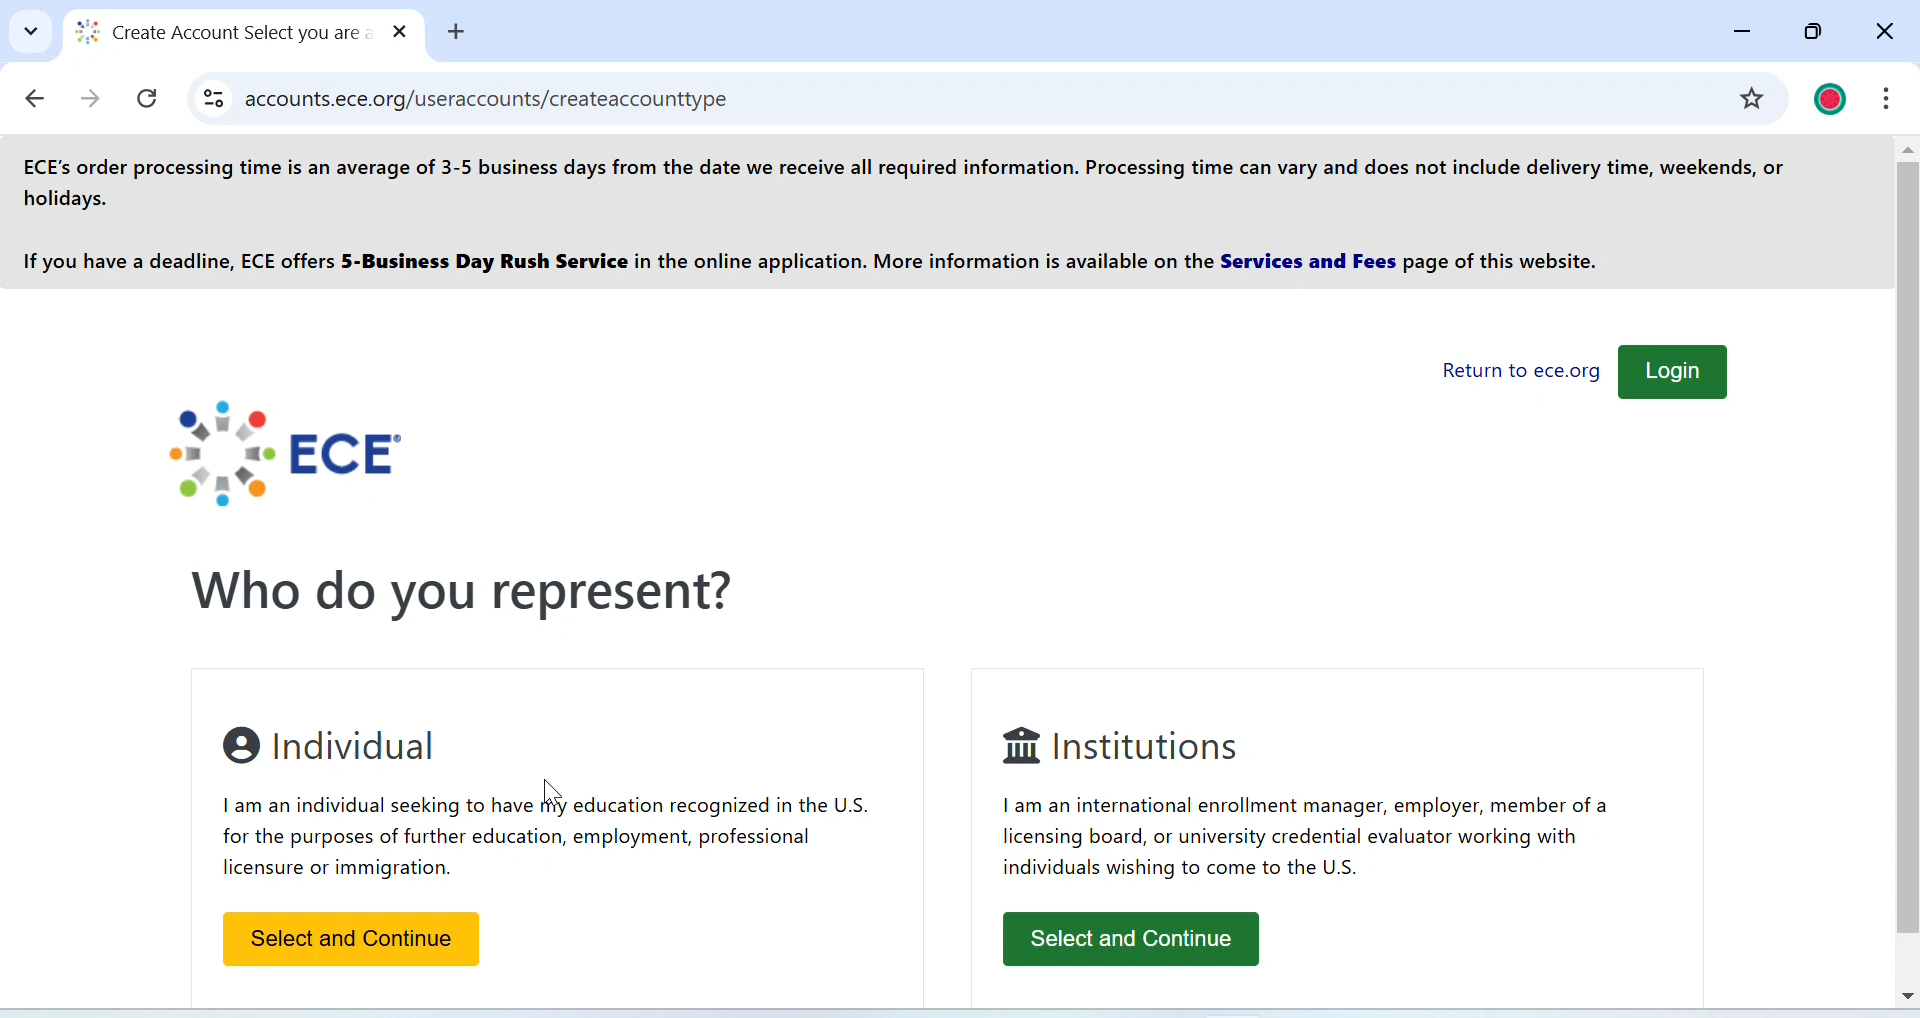 Create Account Select you are a
accounts.ece.org/useraccounts/createaccounttype
ECE's order processing time is an average of 3-5 business days from the date we receive all required information. Processing time can vary and does not include delivery time, weekends, or
holidays.
If you have a deadline, ECE offers 5-Business Day Rush Service in the online application. More information is available on the Services and Fees page of this website.
Return to ece.org Login
ECE®
Who do you represent?
Individual
I am an individual seeking to have my education recognized in the U.S.
for the purposes of further education, employment, professional
licensure or immigration.
Select and Continue
Institutions
I am an international enrollment manager, employer, member of a
licensing board, or university credential evaluator working with
individuals wishing to come to the U.S.
Select and Continue